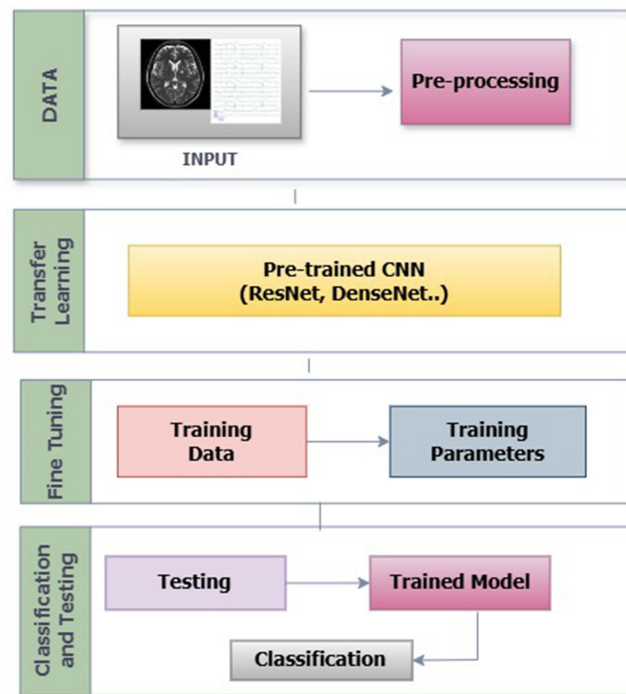 DATA
INPUT
Pre-processing
Transfer
Learning
Pre-trained CNN
(ResNet, DenseNet..)
Fine Tuning
Training
Data
Training
Parameters
Classification
and Testing
Testing
Trained Model
Classification